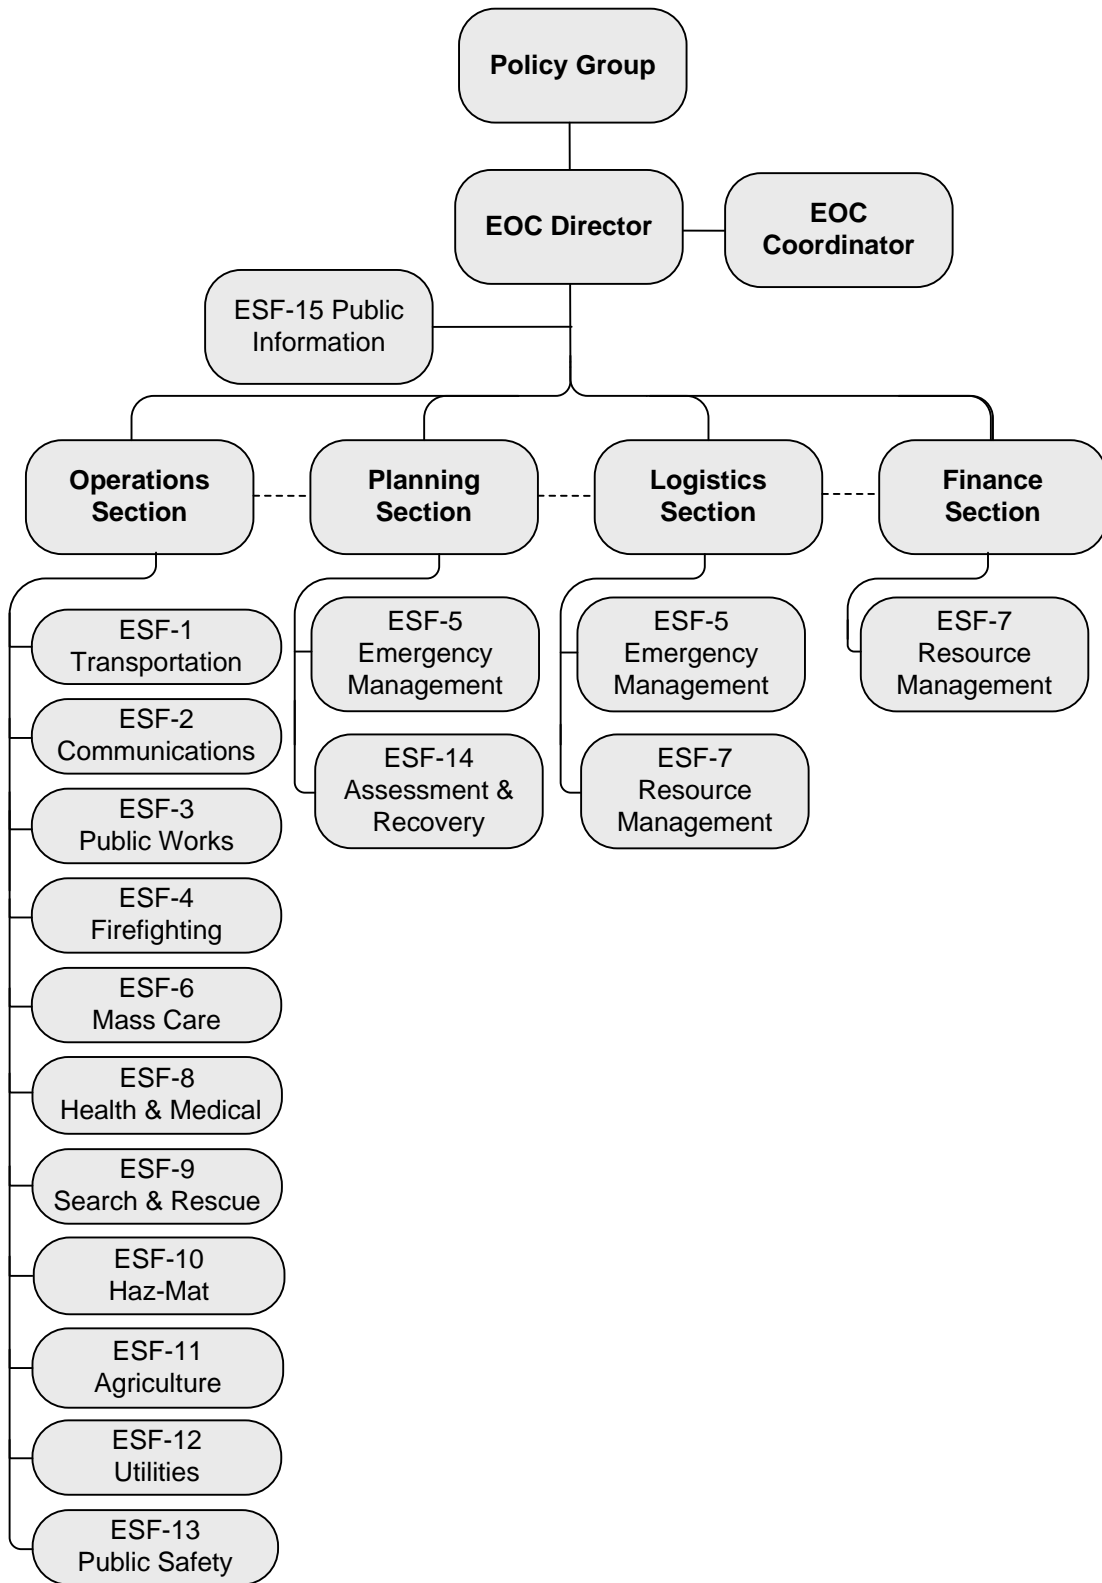 Policy Group
EOC Director
EOC
Coordinator
ESF-15 Public
Information
Operations
Section
Planning
Section
Logistics
Section
Finance
Section
ESF-1
Transportation
ESF-2
Communications
ESF-3
Public Works
ESF-4
Firefighting
ESF-6
Mass Care
ESF-8
Health & Medical
ESF-9
Search & Rescue
ESF-10
Haz-Mat
ESF-11
Agriculture
ESF-12
Utilities
ESF-13
Public Safety
ESF-5
Emergency
Management
ESF-14
Assessment &
Recovery
ESF-5
Emergency
Management
ESF-7
Resource
Management
ESF-7
Resource
Management